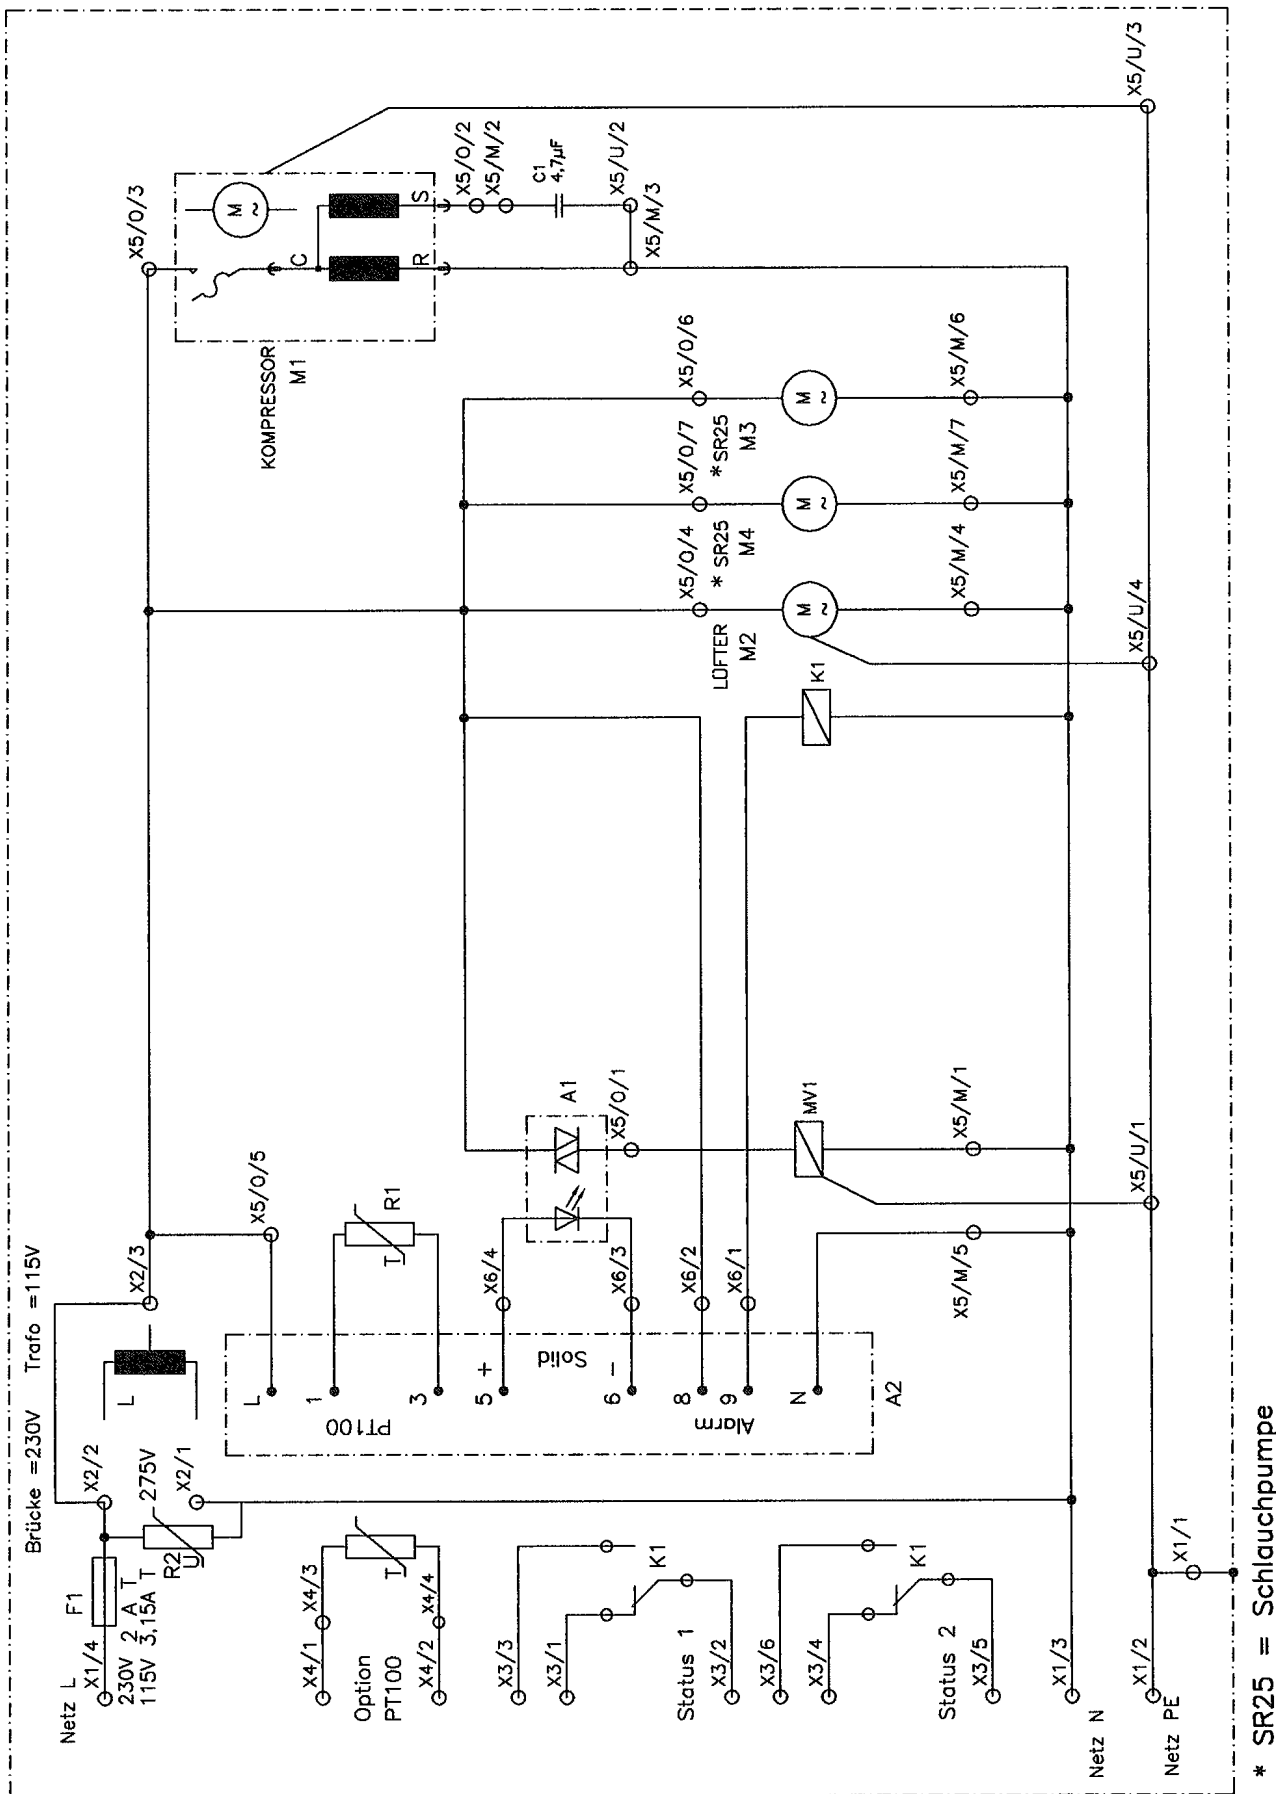 Netz L
X1/4
F1
230V 2 A T
115V 3,15A T
R2
U
275V
X2/2
X2/1
Brücke =230V Trafo =115V
L
X2/3
X5/O/5
X5/O/3
KOMPRESSOR
M1
M
~
C
R
S
X5/O/2
X5/M/2
C1
4,7µF
X5/U/2
X5/M/3
X5/U/3
X4/1
X4/3
Option
PT100
T
X4/2
X4/4
L
1
PT100
3
R1
T
5 +
Solid
6 -
8
Alarm
9
N
A2
X6/4
X6/3
X6/2
X6/1
A1
X5/O/1
MV1
X5/M/1
X5/M/5
X5/U/1
K1
LÜFTER
M2
X5/O/4
M
~
X5/M/4
X5/U/4
* SR25
M4
X5/O/7
M
~
X5/M/7
* SR25
M3
X5/O/6
M
~
X5/M/6
X3/3
X3/1
Status 1
X3/2
K1
X3/6
X3/4
Status 2
X3/5
K1
Netz N
X1/3
Netz PE
X1/2
X1/1
* SR25 = Schlauchpumpe